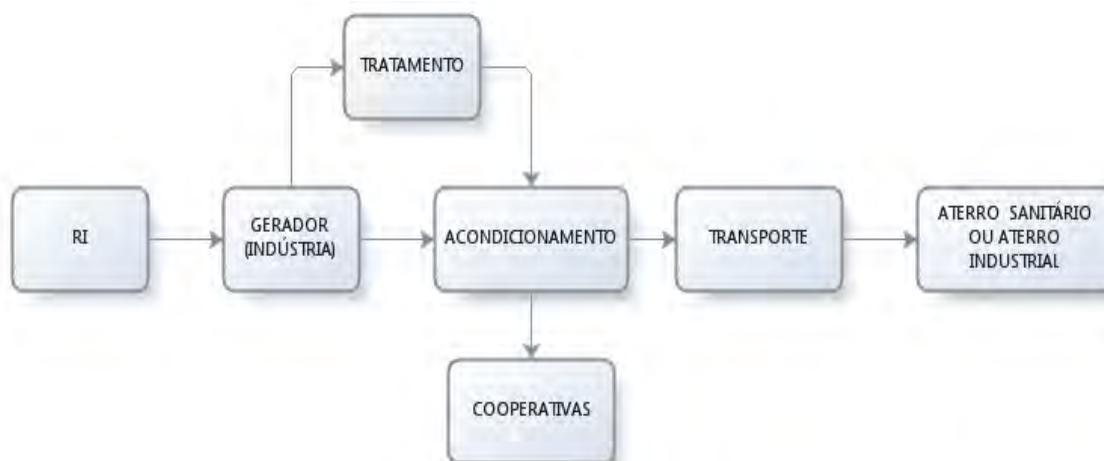 TRATAMENTO
RI
GERADOR
(INDÚSTRIA)
ACONDICIONAMENTO
TRANSPORTE
ATERRO SANITÁRIO
OU ATERRO
INDUSTRIAL
COOPERATIVAS